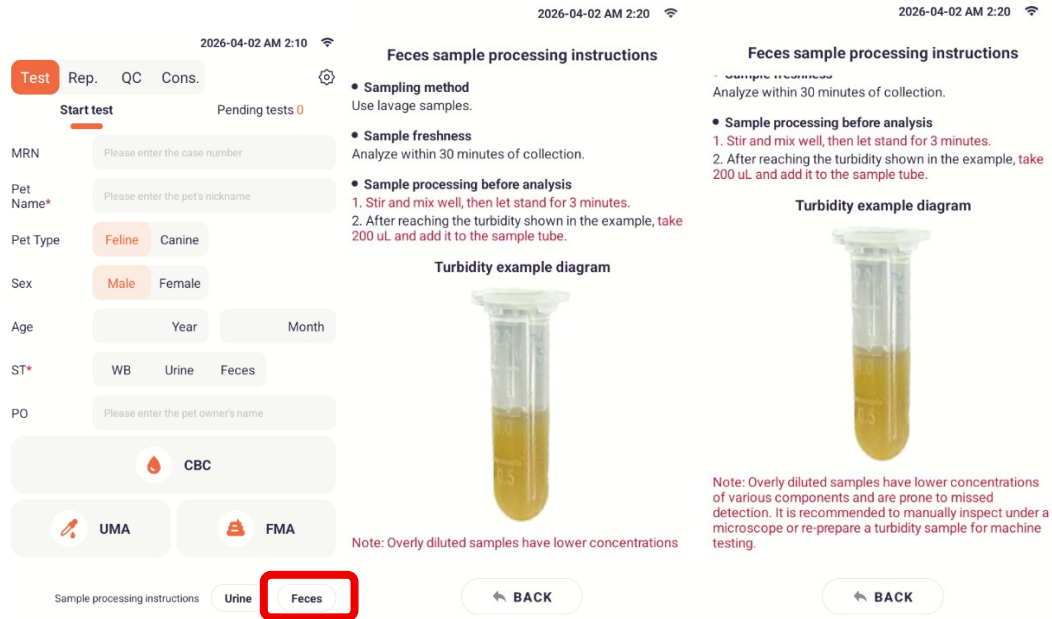 2026-04-02 AM 2:10
Test Rep. QC Cons.
Start test Pending tests 0
MRN Please enter the case number
Pet
Name* Please enter the pet's nickname
Pet Type Feline Canine
Sex Male Female
Age Year Month
ST* WB Urine Feces
PO Please enter the pet owner's name
CBC
UMA FMA
Sample processing instructions Urine Feces
2026-04-02 AM 2:20
Feces sample processing instructions
• Sampling method
Use lavage samples.
• Sample freshness
Analyze within 30 minutes of collection.
• Sample processing before analysis
1. Stir and mix well, then let stand for 3 minutes.
2. After reaching the turbidity shown in the example, take
200 uL and add it to the sample tube.
Turbidity example diagram
2.0
1.0
0.5
Note: Overly diluted samples have lower concentrations
BACK
2026-04-02 AM 2:20
Feces sample processing instructions
Sample freshness
Analyze within 30 minutes of collection.
• Sample processing before analysis
1. Stir and mix well, then let stand for 3 minutes.
2. After reaching the turbidity shown in the example, take
200 uL and add it to the sample tube.
Turbidity example diagram
0.5
Note: Overly diluted samples have lower concentrations
of various components and are prone to missed
detection. It is recommended to manually inspect under a
microscope or re-prepare a turbidity sample for machine
testing.
BACK